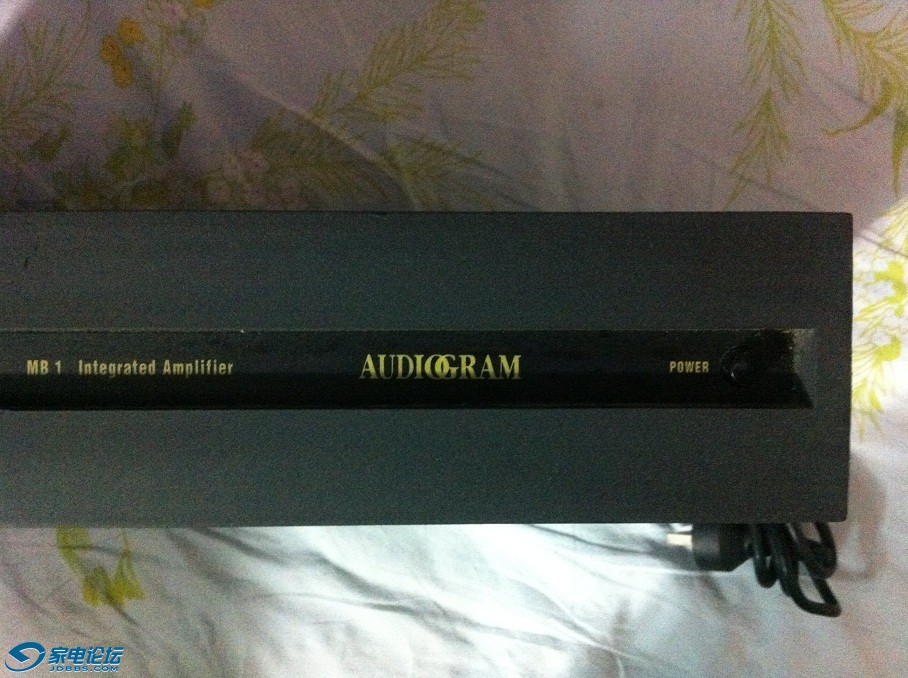 MB 1 Integrated Amplifier
AUDIOGRAM
POWER
家电论坛
JDBBS.COM